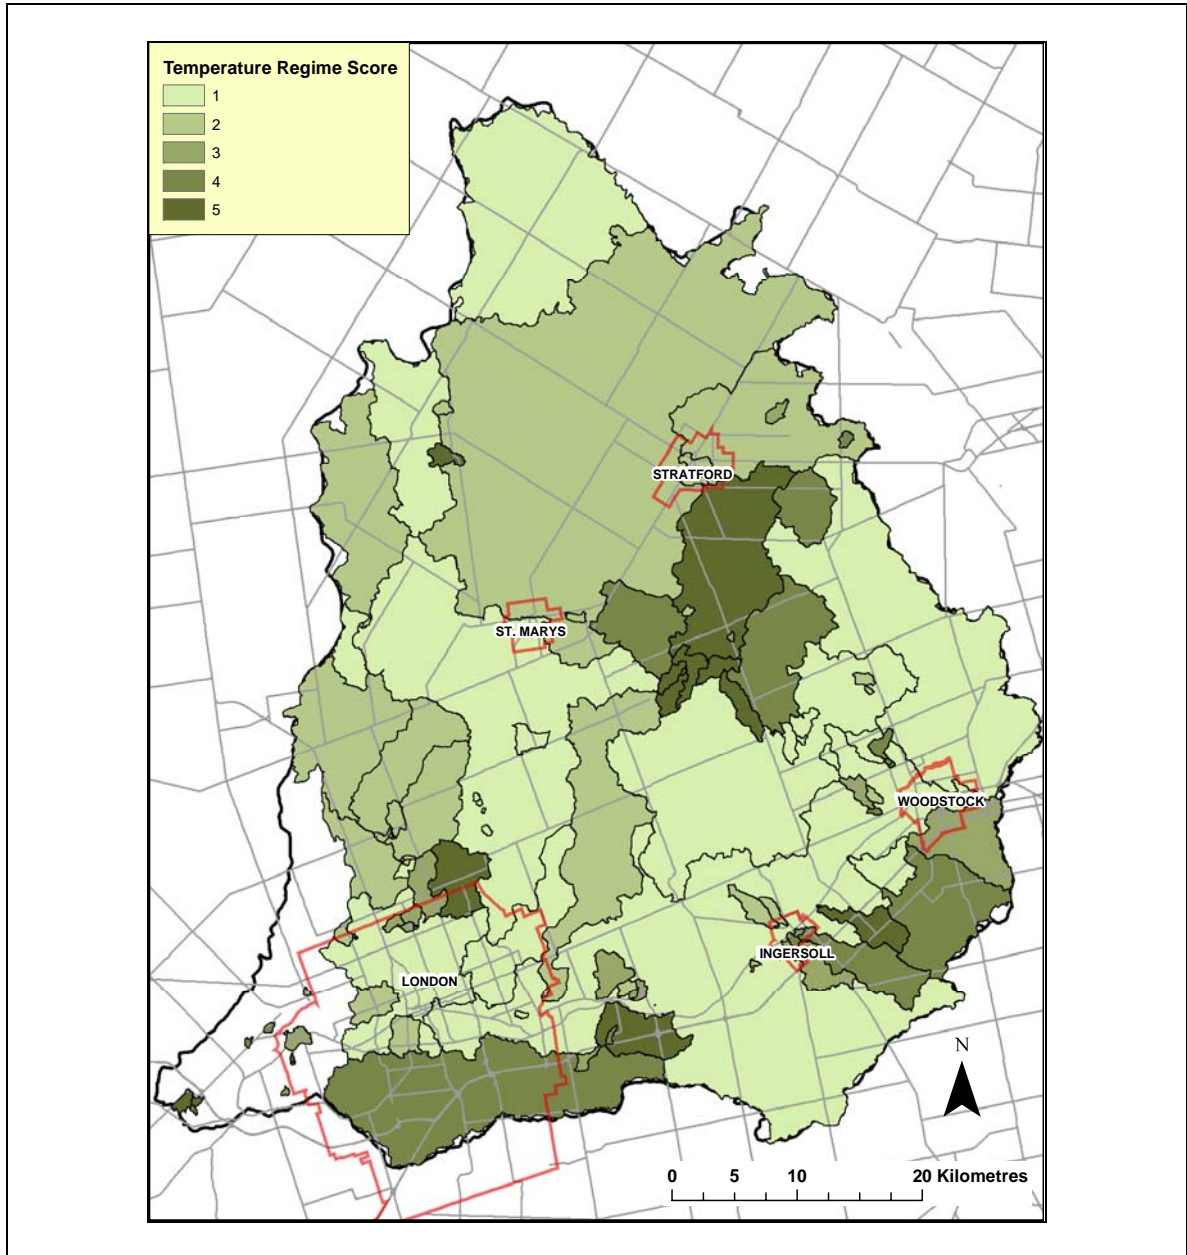 Temperature Regime Score
1
2
3
4
5
STRATFORD
ST. MARYS
WOODSTOCK
INGERSOLL
LONDON
N
0 5 10 20 Kilometres